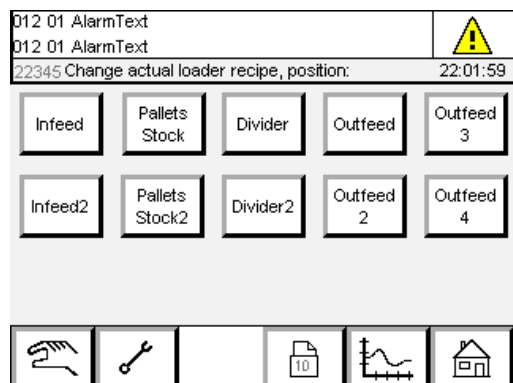 012 01 AlarmText
012 01 AlarmText
22345 Change actual loader recipe, position: 22:01:59
Infeed
Pallets
Stock
Divider
Outfeed
Outfeed
3
Infeed2
Pallets
Stock2
Divider2
Outfeed
2
Outfeed
4
10